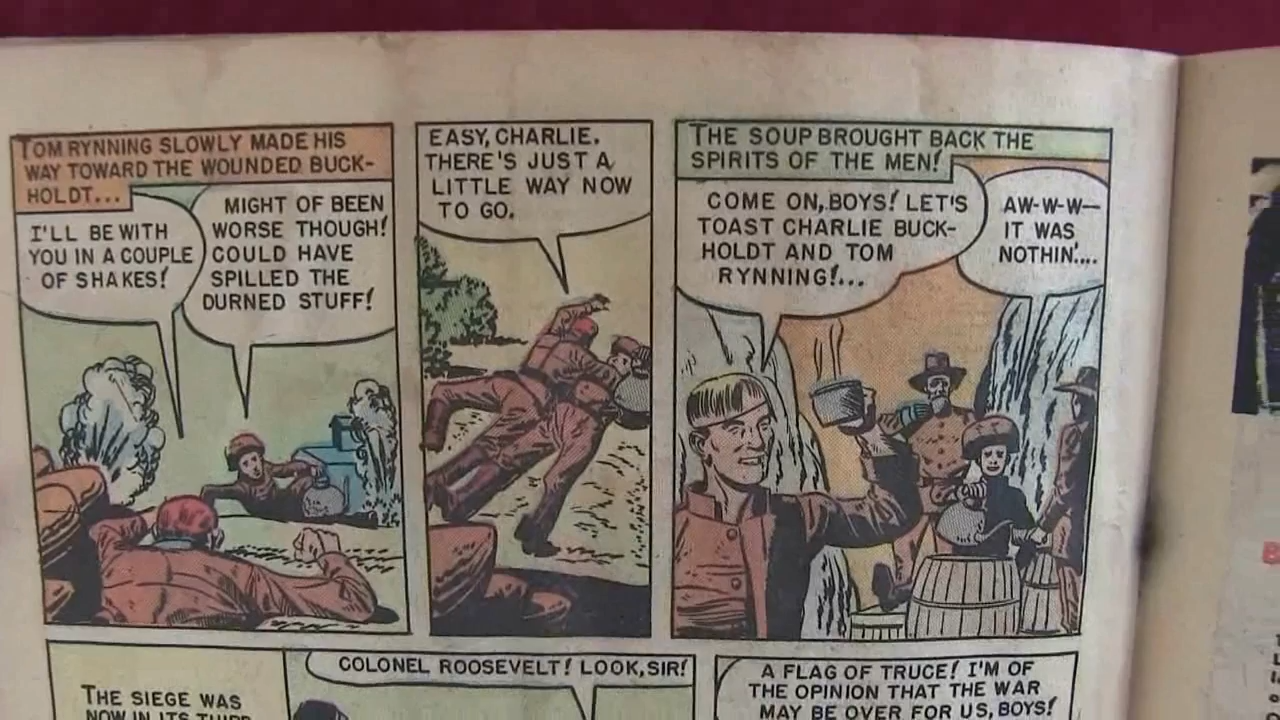 TOM RYNNING SLOWLY MADE HIS
WAY TOWARD THE WOUNDED BUCK-
HOLDT...
I'LL BE WITH
YOU IN A COUPLE
OF SHAKES!
MIGHT OF BEEN
WORSE THOUGH!
COULD HAVE
SPILLED THE
DURNED STUFF!
EASY, CHARLIE.
THERE'S JUST A
LITTLE WAY NOW
TO GO.
THE SOUP BROUGHT BACK THE
SPIRITS OF THE MEN!
COME ON, BOYS! LET'S
TOAST CHARLIE BUCK-
HOLDT AND TOM
RYNNING!...
AW-W-W—
IT WAS
NOTHIN'....
THE SIEGE WAS
NOW IN ITS THIRD
COLONEL ROOSEVELT! LOOK, SIR!
A FLAG OF TRUCE! I'M OF
THE OPINION THAT THE WAR
MAY BE OVER FOR US, BOYS!